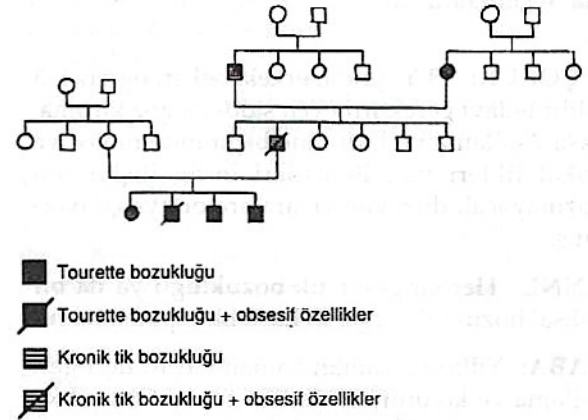 Tourette bozukluğu
Tourette bozukluğu + obsesif özellikler
Kronik tik bozukluğu
Kronik tik bozukluğu + obsesif özellikler